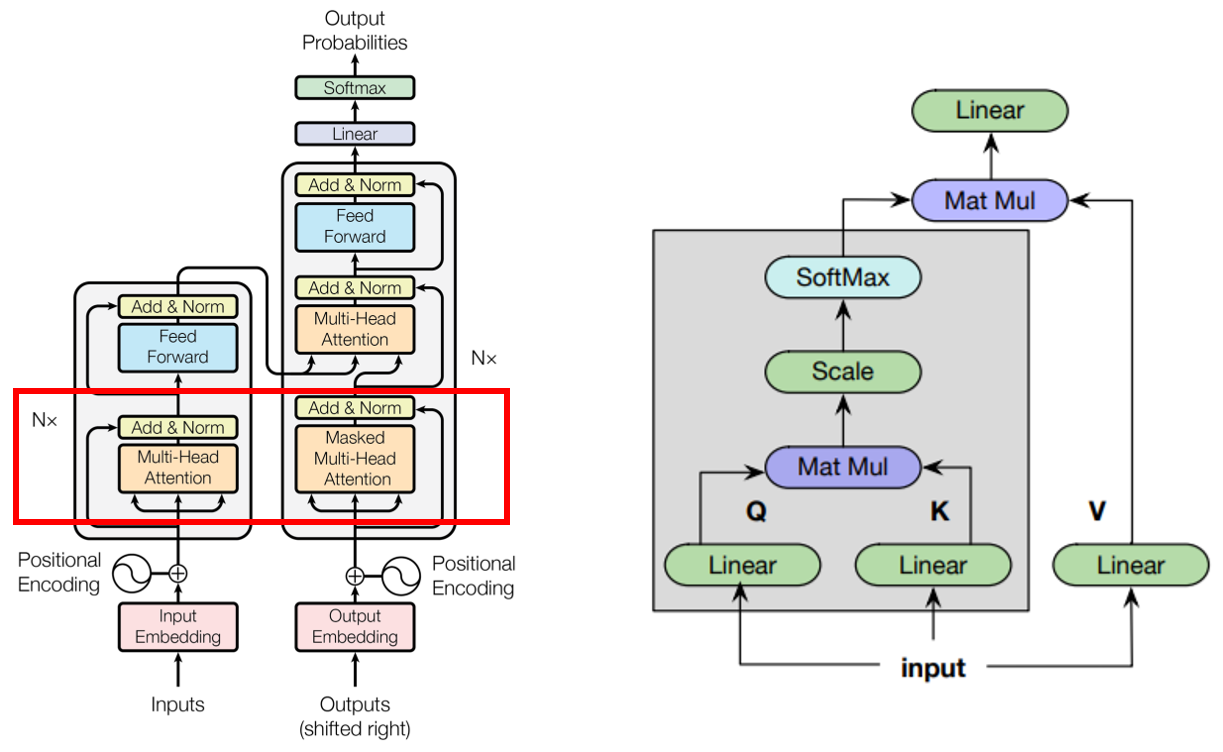 Output
Probabilities
Softmax
Linear
Add & Norm
Feed
Forward
Add & Norm
Multi-Head
Attention
Add & Norm
Feed
Forward
N×
N×
Add & Norm
Masked
Multi-Head
Attention
Add & Norm
Multi-Head
Attention
Positional
Encoding
Positional
Encoding
Input
Embedding
Output
Embedding
Inputs
Outputs
(shifted right)
Linear
Mat Mul
SoftMax
Scale
Mat Mul
Q
K
V
Linear
Linear
Linear
input